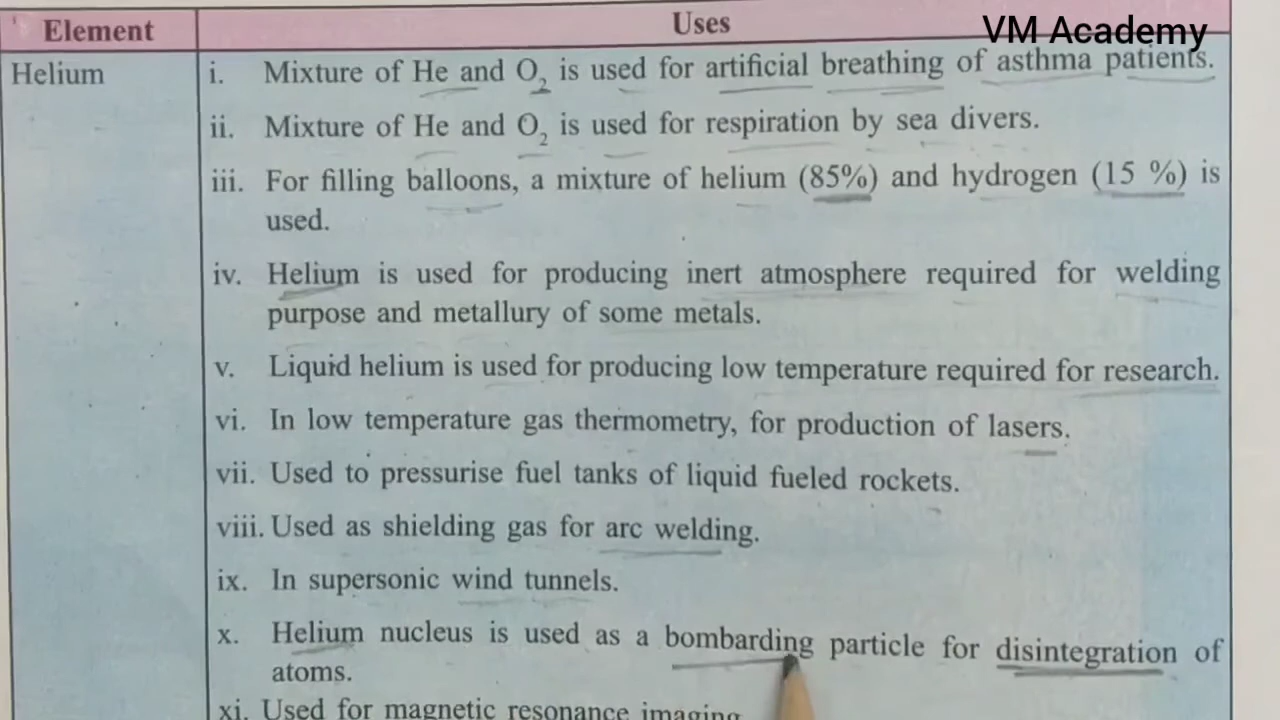 Element Uses VM Academy
Helium i. Mixture of He and O2 is used for artificial breathing of asthma patients.
ii. Mixture of He and O2 is used for respiration by sea divers.
iii. For filling balloons, a mixture of helium (85%) and hydrogen (15 %) is
used.
iv. Helium is used for producing inert atmosphere required for welding
purpose and metallury of some metals.
v. Liquid helium is used for producing low temperature required for research.
vi. In low temperature gas thermometry, for production of lasers.
vii. Used to pressurise fuel tanks of liquid fueled rockets.
viii. Used as shielding gas for arc welding.
ix. In supersonic wind tunnels.
x. Helium nucleus is used as a bombarding particle for disintegration of
atoms.
xi. Used for magnetic resonance imaging